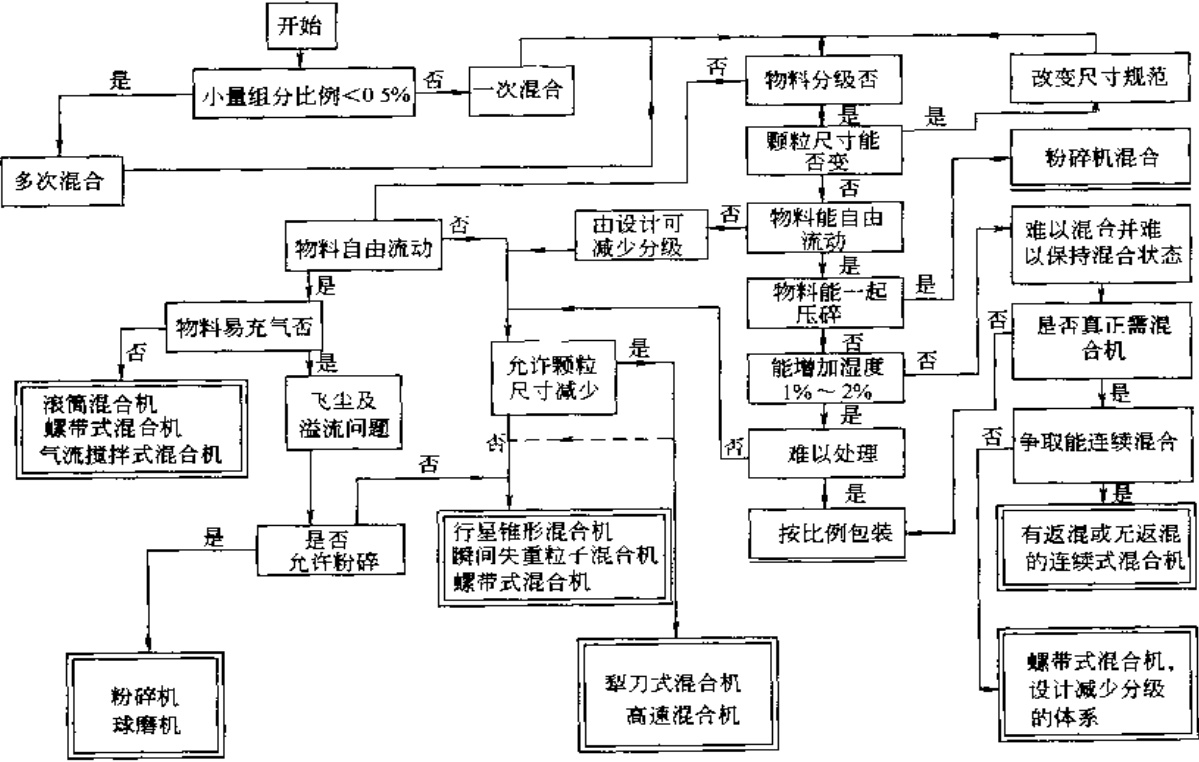 开始
小量组分比例＜0 5%
是
否
一次混合
多次混合
否
物料分级否
改变尺寸规范
是
颗粒尺寸能
否变
是
粉碎机混合
否
物料能自由
流动
否
由设计可
减少分级
难以混合并难
以保持混合状态
物料自由流动
否
是
物料能一起
压碎
是
是
物料易充气否
否
是否真正需混
合机
否
允许颗粒
尺寸减少
是
能增加湿度
1%～2%
否
否
是
滚筒混合机
螺带式混合机
气流搅拌式混合机
飞尘及
溢流问题
是
是
否
难以处理
否
否
争取能连续混合
否
是
是
按比例包装
有返混或无返混
的连续式混合机
是
是否
允许粉碎
行星锥形混合机
瞬间失重粒子混合机
螺带式混合机
粉碎机
球磨机
犁刀式混合机
高速混合机
螺带式混合机，
设计减少分级
的体系